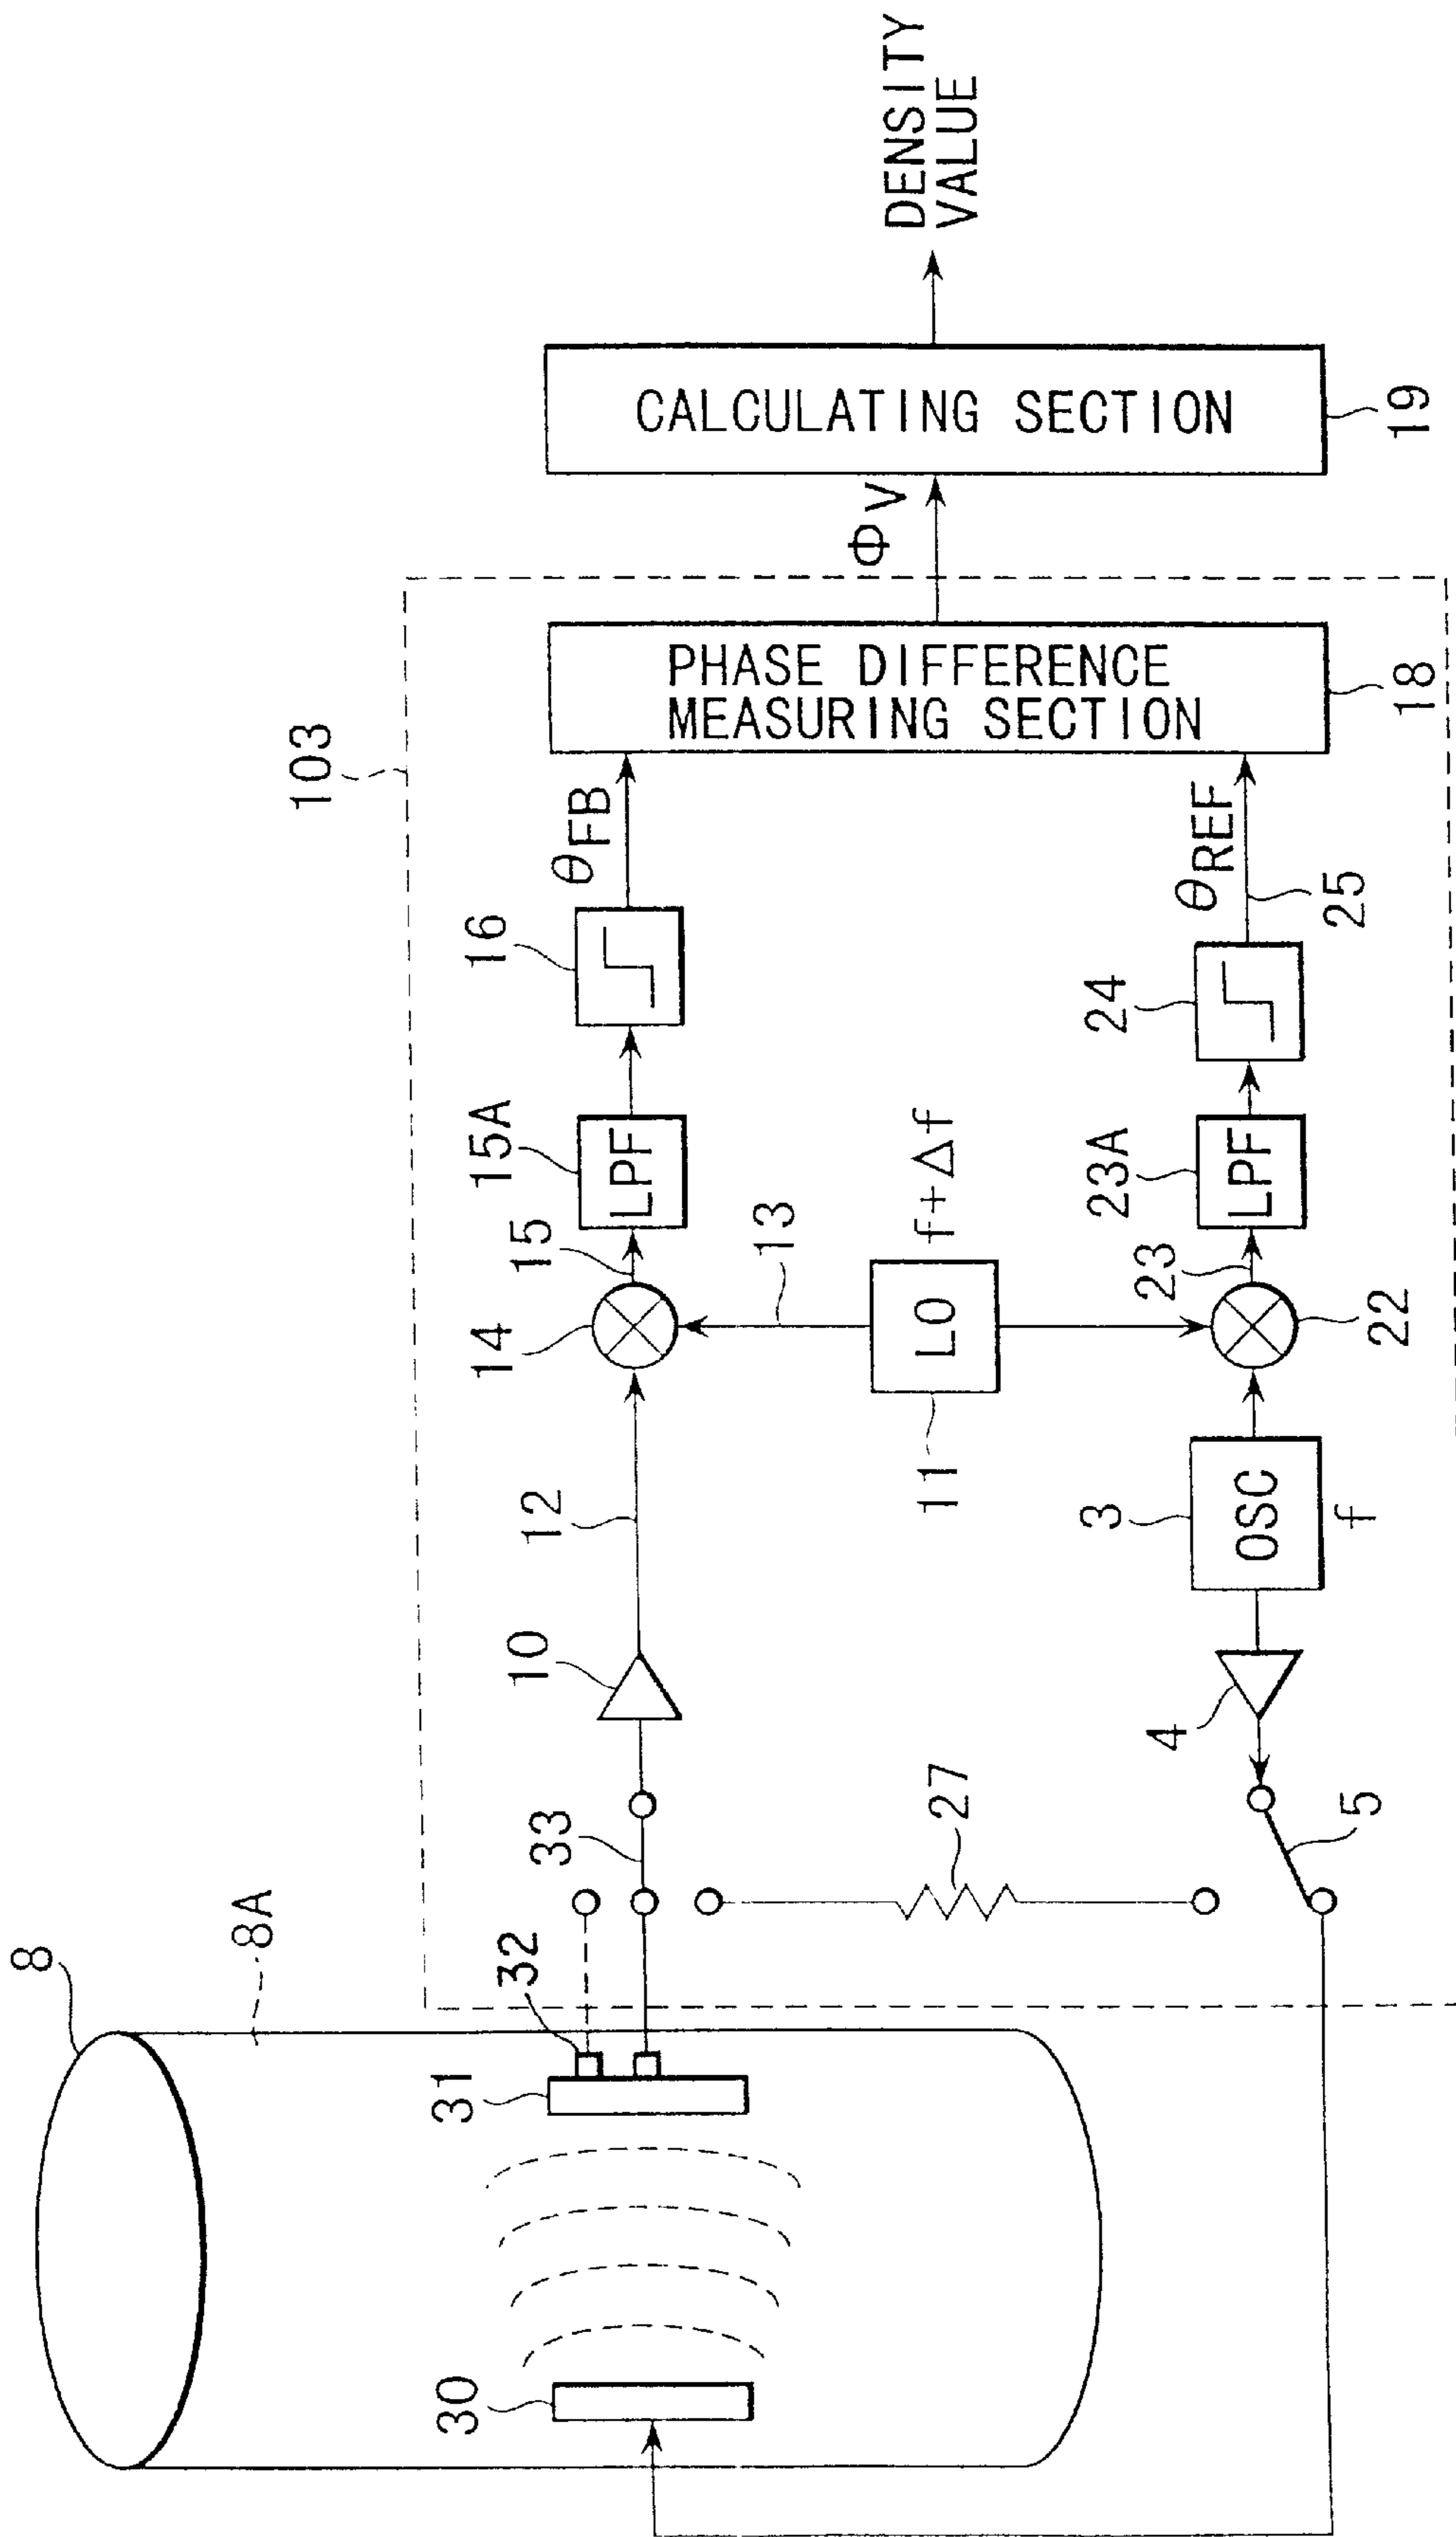 8
8A
103
30
31
32
33
10
12
14
15
15A
16
θFB
13
LO
11
f+Δf
27
5
4
OSC
3
f
22
23
LPF
23A
LPF
24
25
θREF
PHASE DIFFERENCE
MEASURING SECTION
18
ΦV
CALCULATING SECTION
19
DENSITY
VALUE